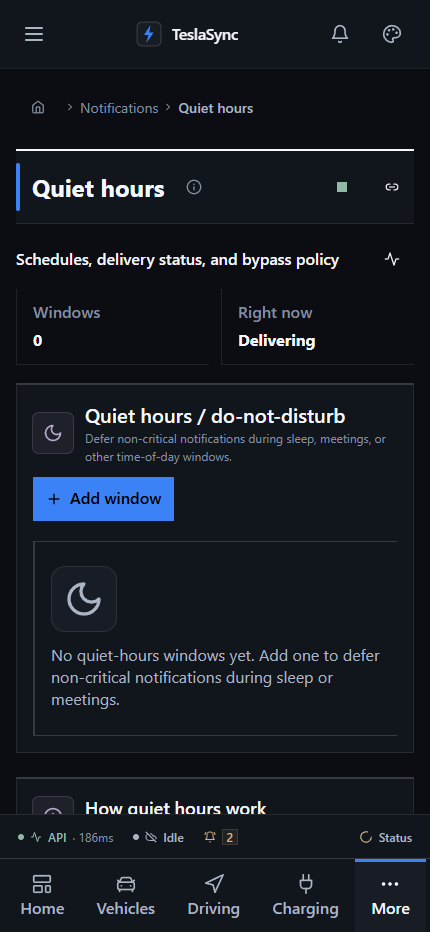 TeslaSync
Notifications
Quiet hours
Quiet hours
Schedules, delivery status, and bypass policy
Windows
0
Right now
Delivering
Quiet hours / do-not-disturb
Defer non-critical notifications during sleep, meetings, or
other time-of-day windows.
Add window
No quiet-hours windows yet. Add one to defer
non-critical notifications during sleep or
meetings.
How quiet hours work
API · 186ms
Idle
2
Status
Home
Vehicles
Driving
Charging
More